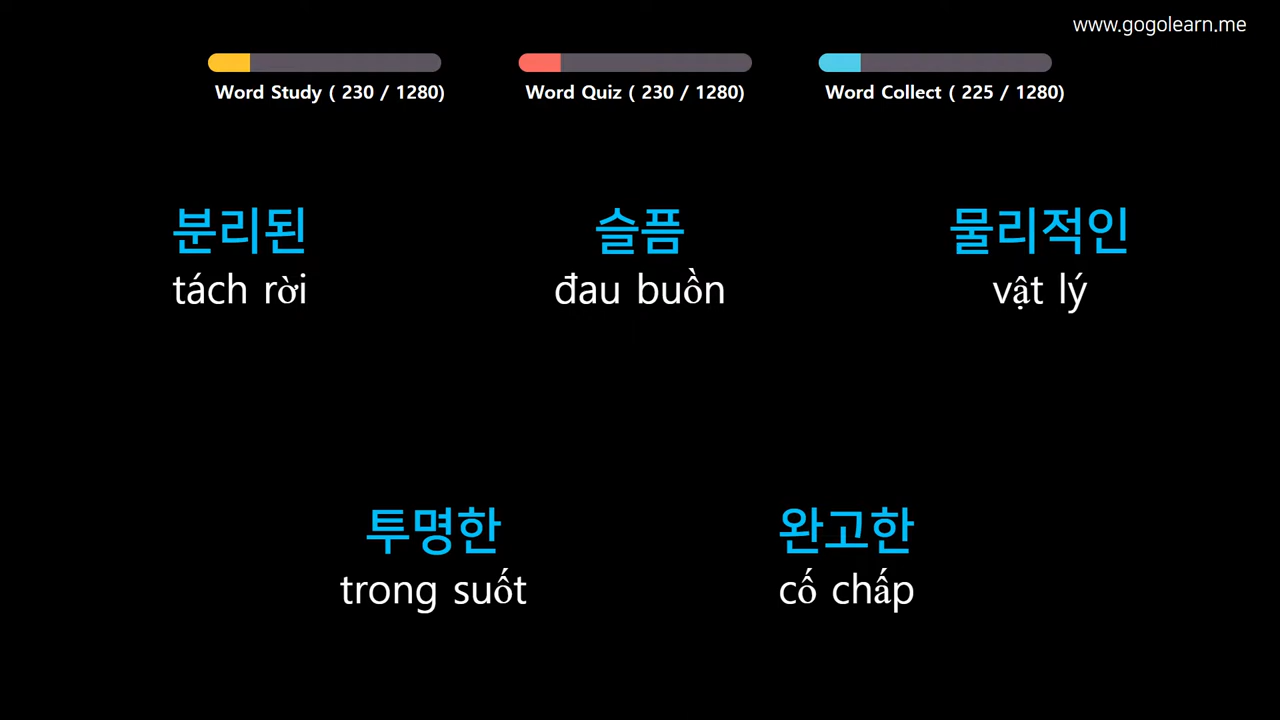 www.gogolearn.me
Word Study ( 230 / 1280)
Word Quiz ( 230 / 1280)
Word Collect ( 225 / 1280)
분리된
tách rời
슬픔
đau buồn
물리적인
vật lý
투명한
trong suốt
완고한
cố chấp